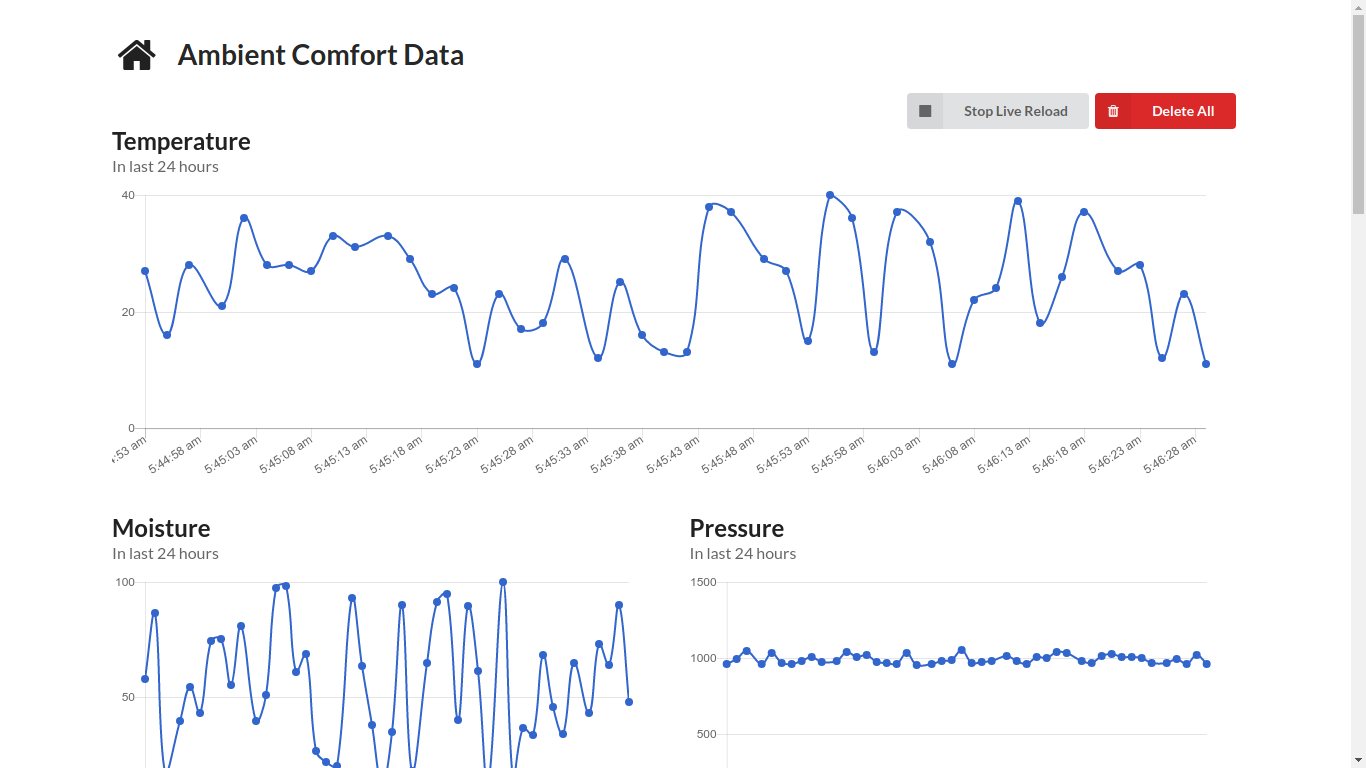 Ambient Comfort Data
Stop Live Reload
Delete All
Temperature
In last 24 hours
40
20
0
:53 am 5:44:58 am 5:45:03 am 5:45:08 am 5:45:13 am 5:45:18 am 5:45:23 am 5:45:28 am 5:45:33 am 5:45:38 am 5:45:43 am 5:45:48 am 5:45:53 am 5:45:58 am 5:46:03 am 5:46:08 am 5:46:13 am 5:46:18 am 5:46:23 am 5:46:28 am
Moisture
In last 24 hours
100
50
Pressure
In last 24 hours
1500
1000
500